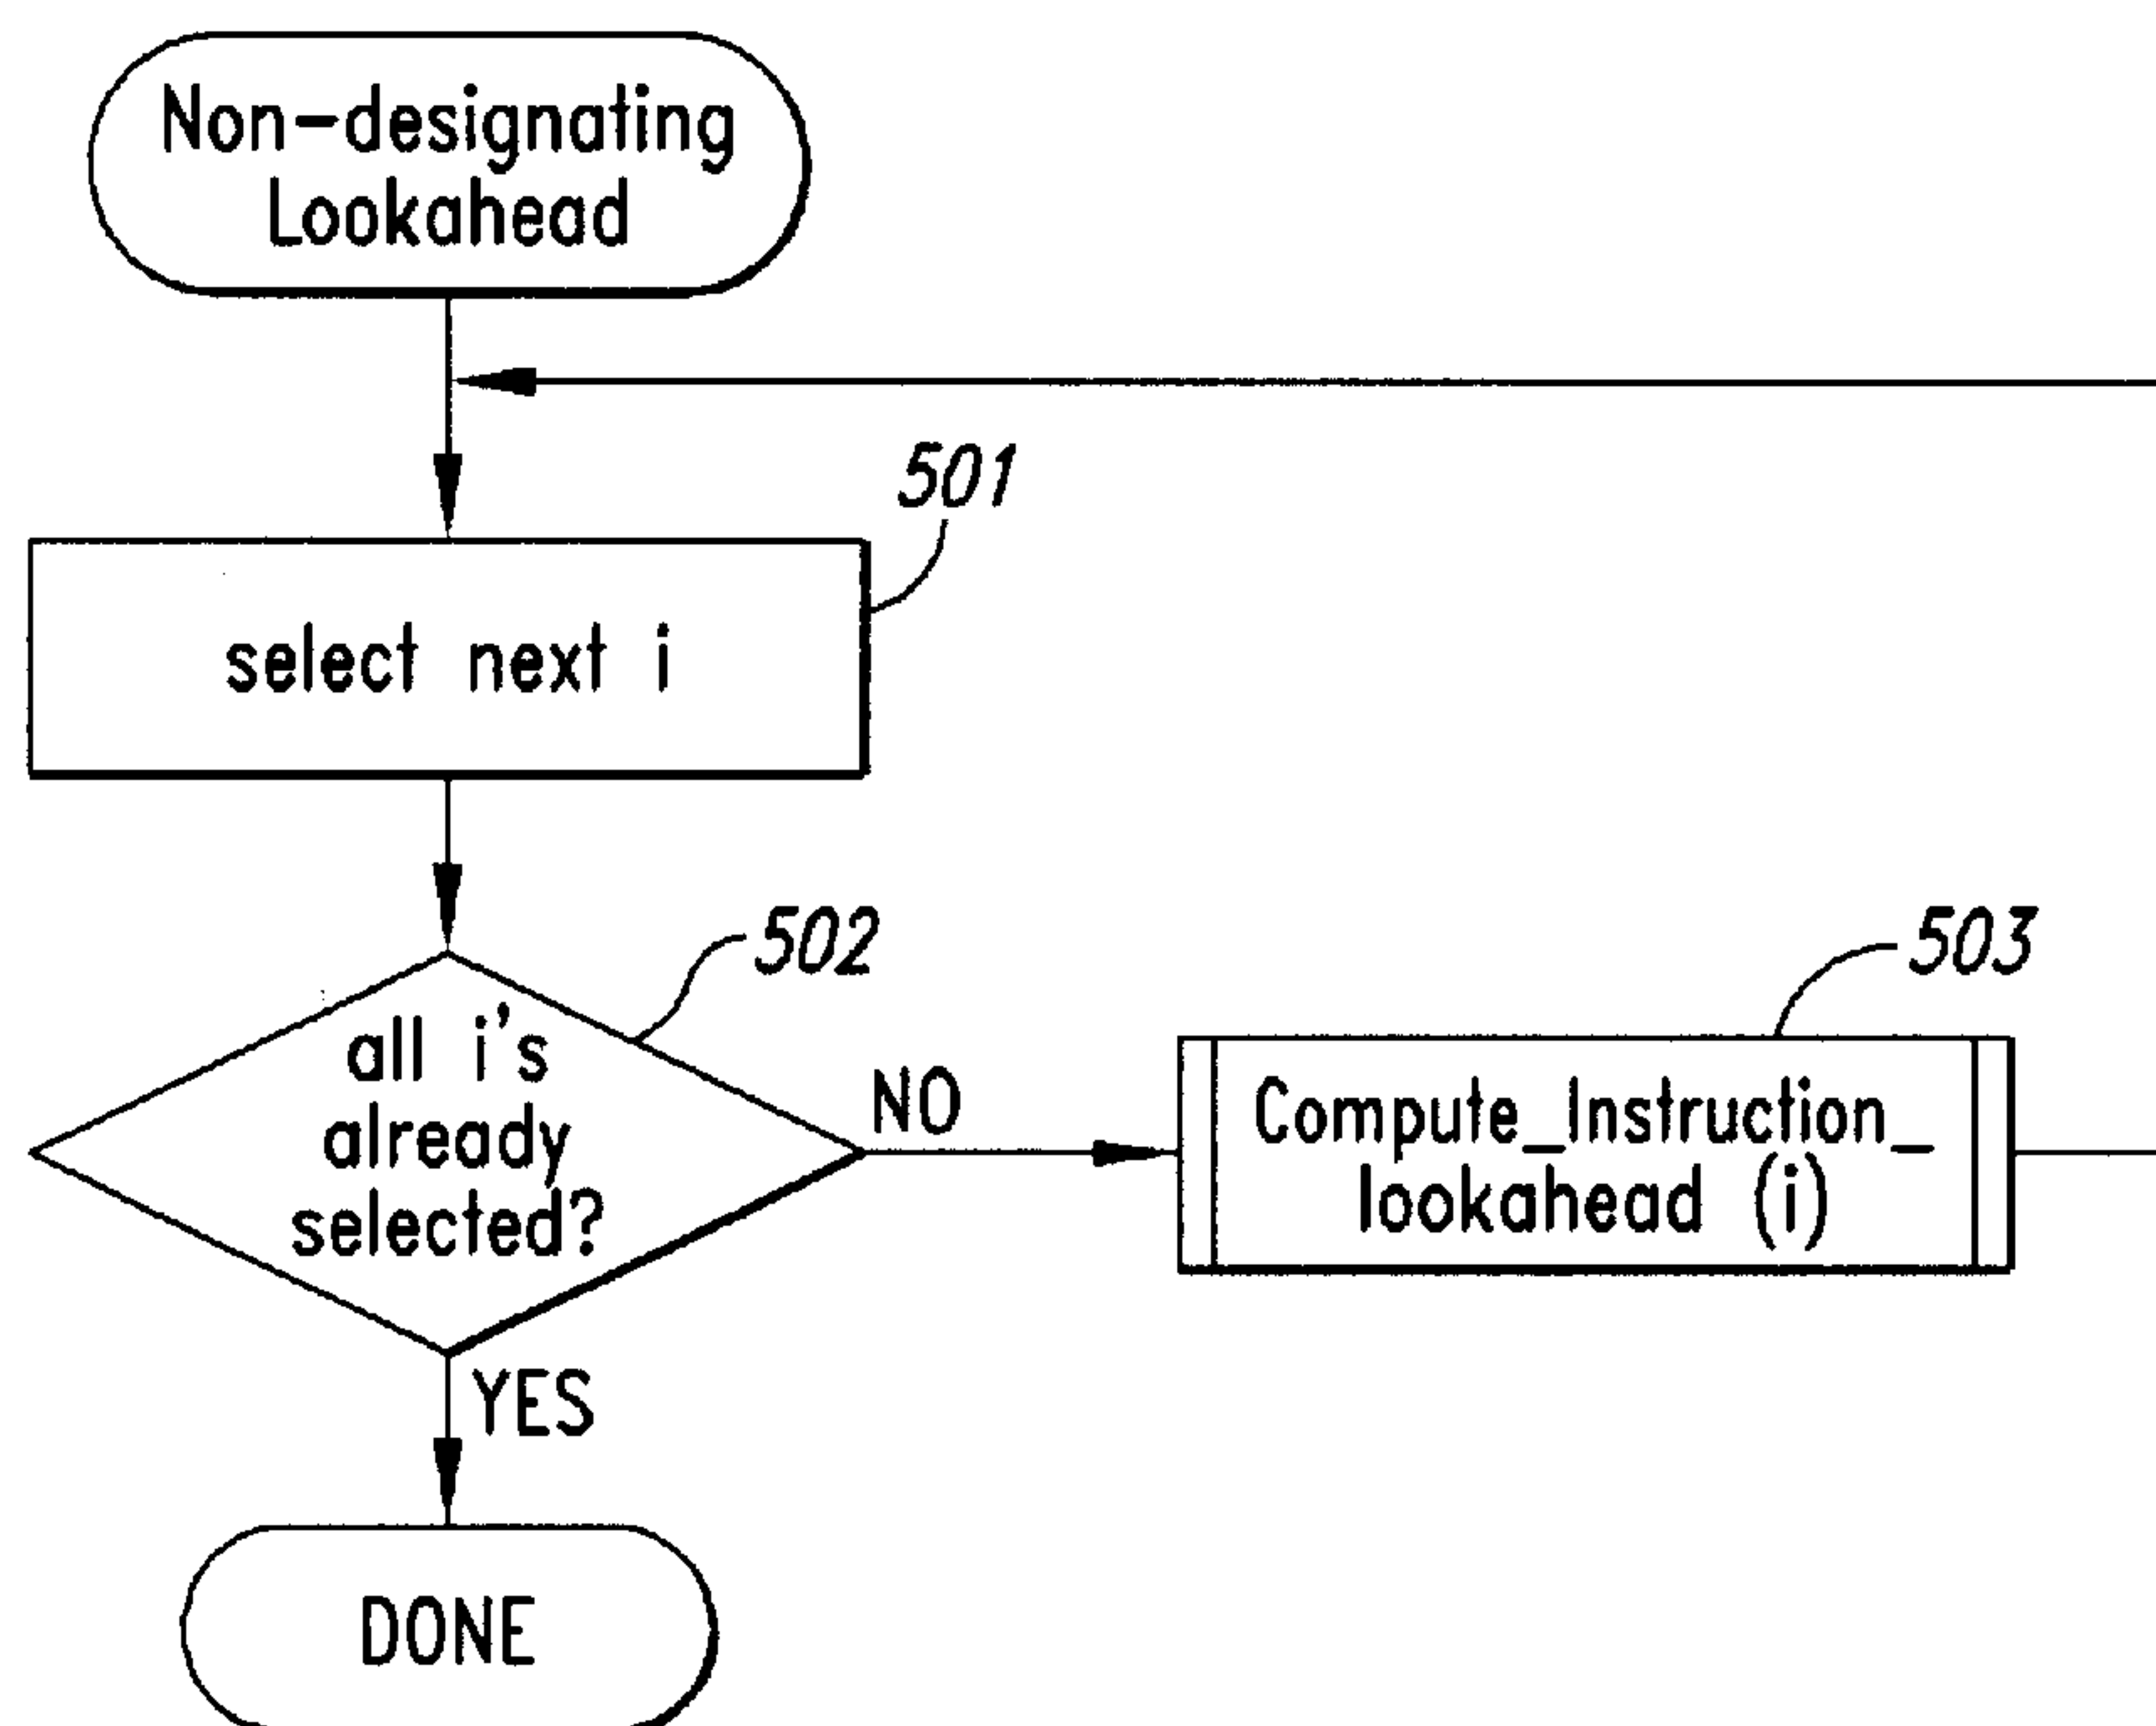 Non-designating
Lookahead
501
select next i
502
503
all i's
already
selected?
NO
Compute_Instruction_
lookahead (i)
YES
DONE